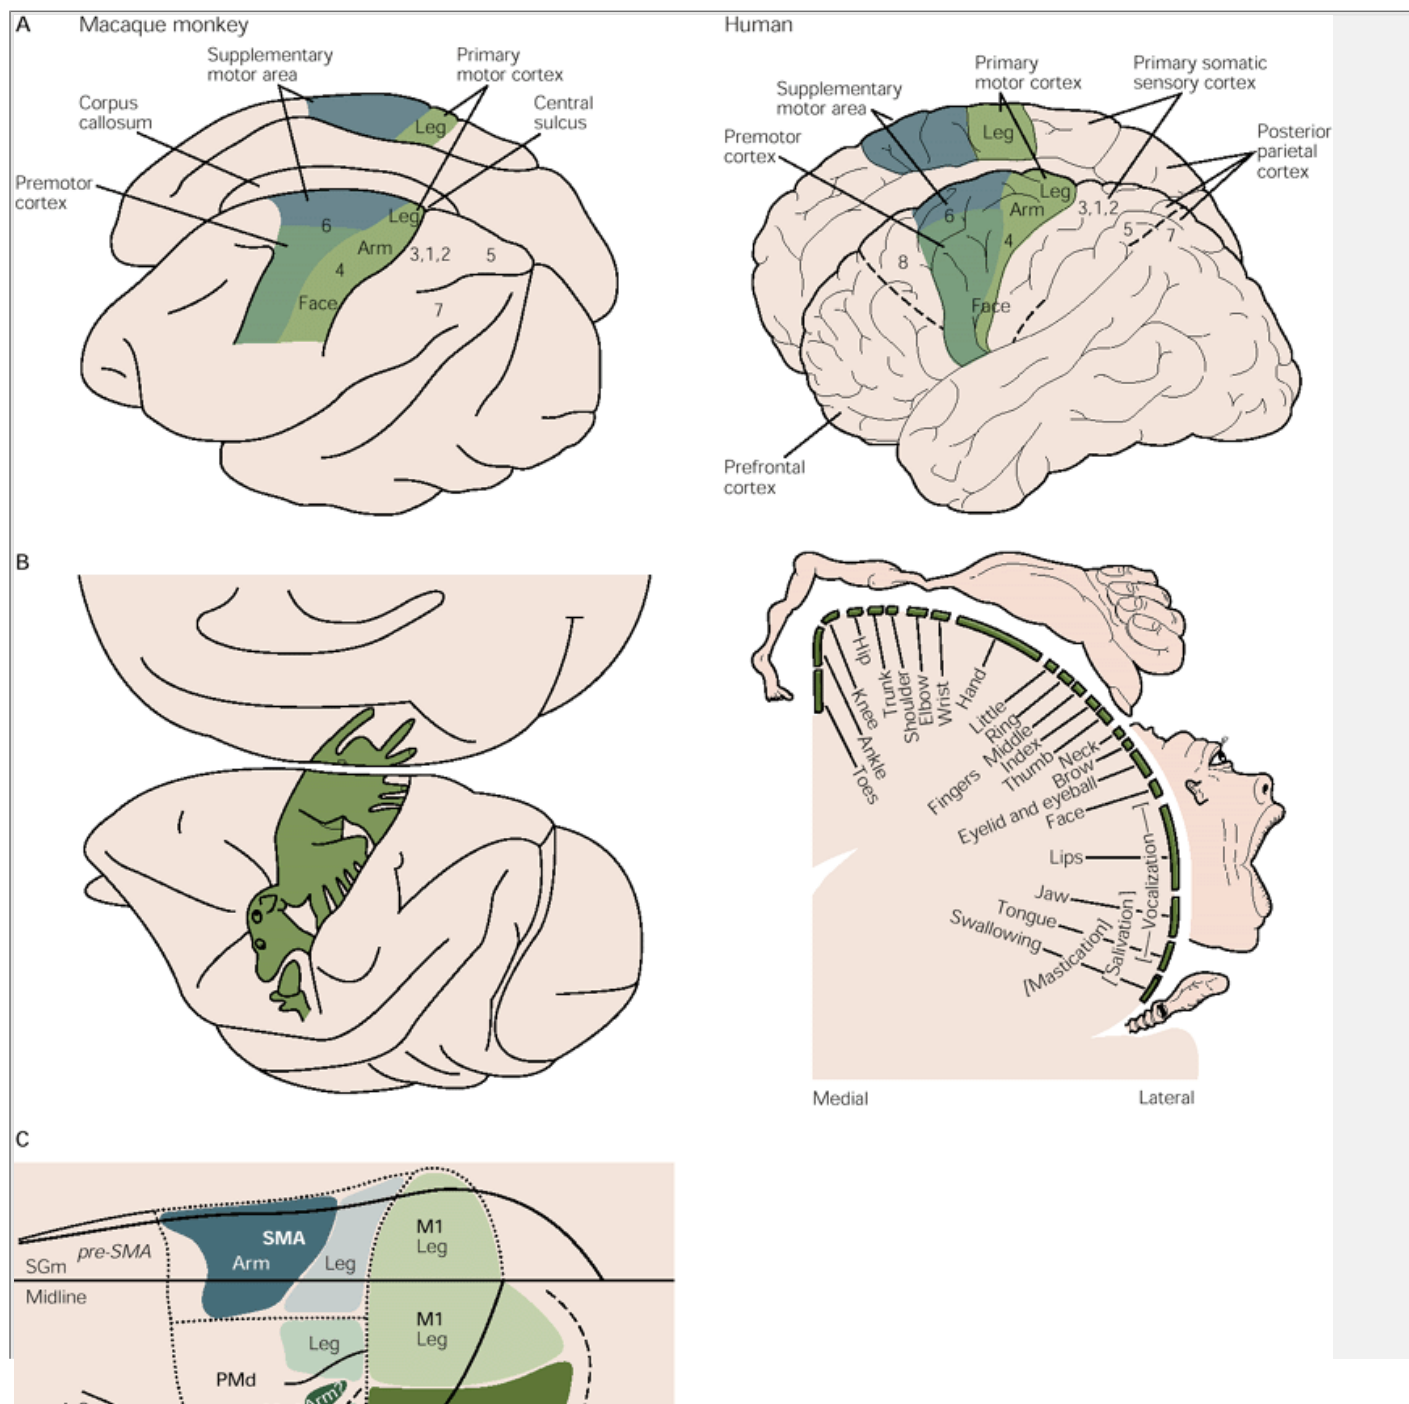 A
Macaque monkey
Supplementary
motor area
Primary
motor cortex
Corpus
callosum
Central
sulcus
Premotor
cortex
Leg
6
Leg
Arm
4
Face
3,1,2
5
7
Human
Primary
motor cortex
Primary somatic
sensory cortex
Supplementary
motor area
Premotor
cortex
Posterior
parietal
cortex
Leg
Leg
Arm
6
4
3,1,2
5
7
8
Face
Prefrontal
cortex
B
Hip
Trunk
Shoulder
Elbow
Wrist
Hand
Knee
Ankle
Toes
Little
Ring
Middle
Index
Thumb
Fingers
Neck
Brow
Eyelid and eyeball
Face
Lips
Jaw
Tongue
Swallowing
[Mastication]
[Salivation]
[Vocalization]
Medial
Lateral
C
SGm
pre-SMA
SMA
Arm
Leg
M1
Leg
Midline
M1
Leg
Leg
PMd
Arm?